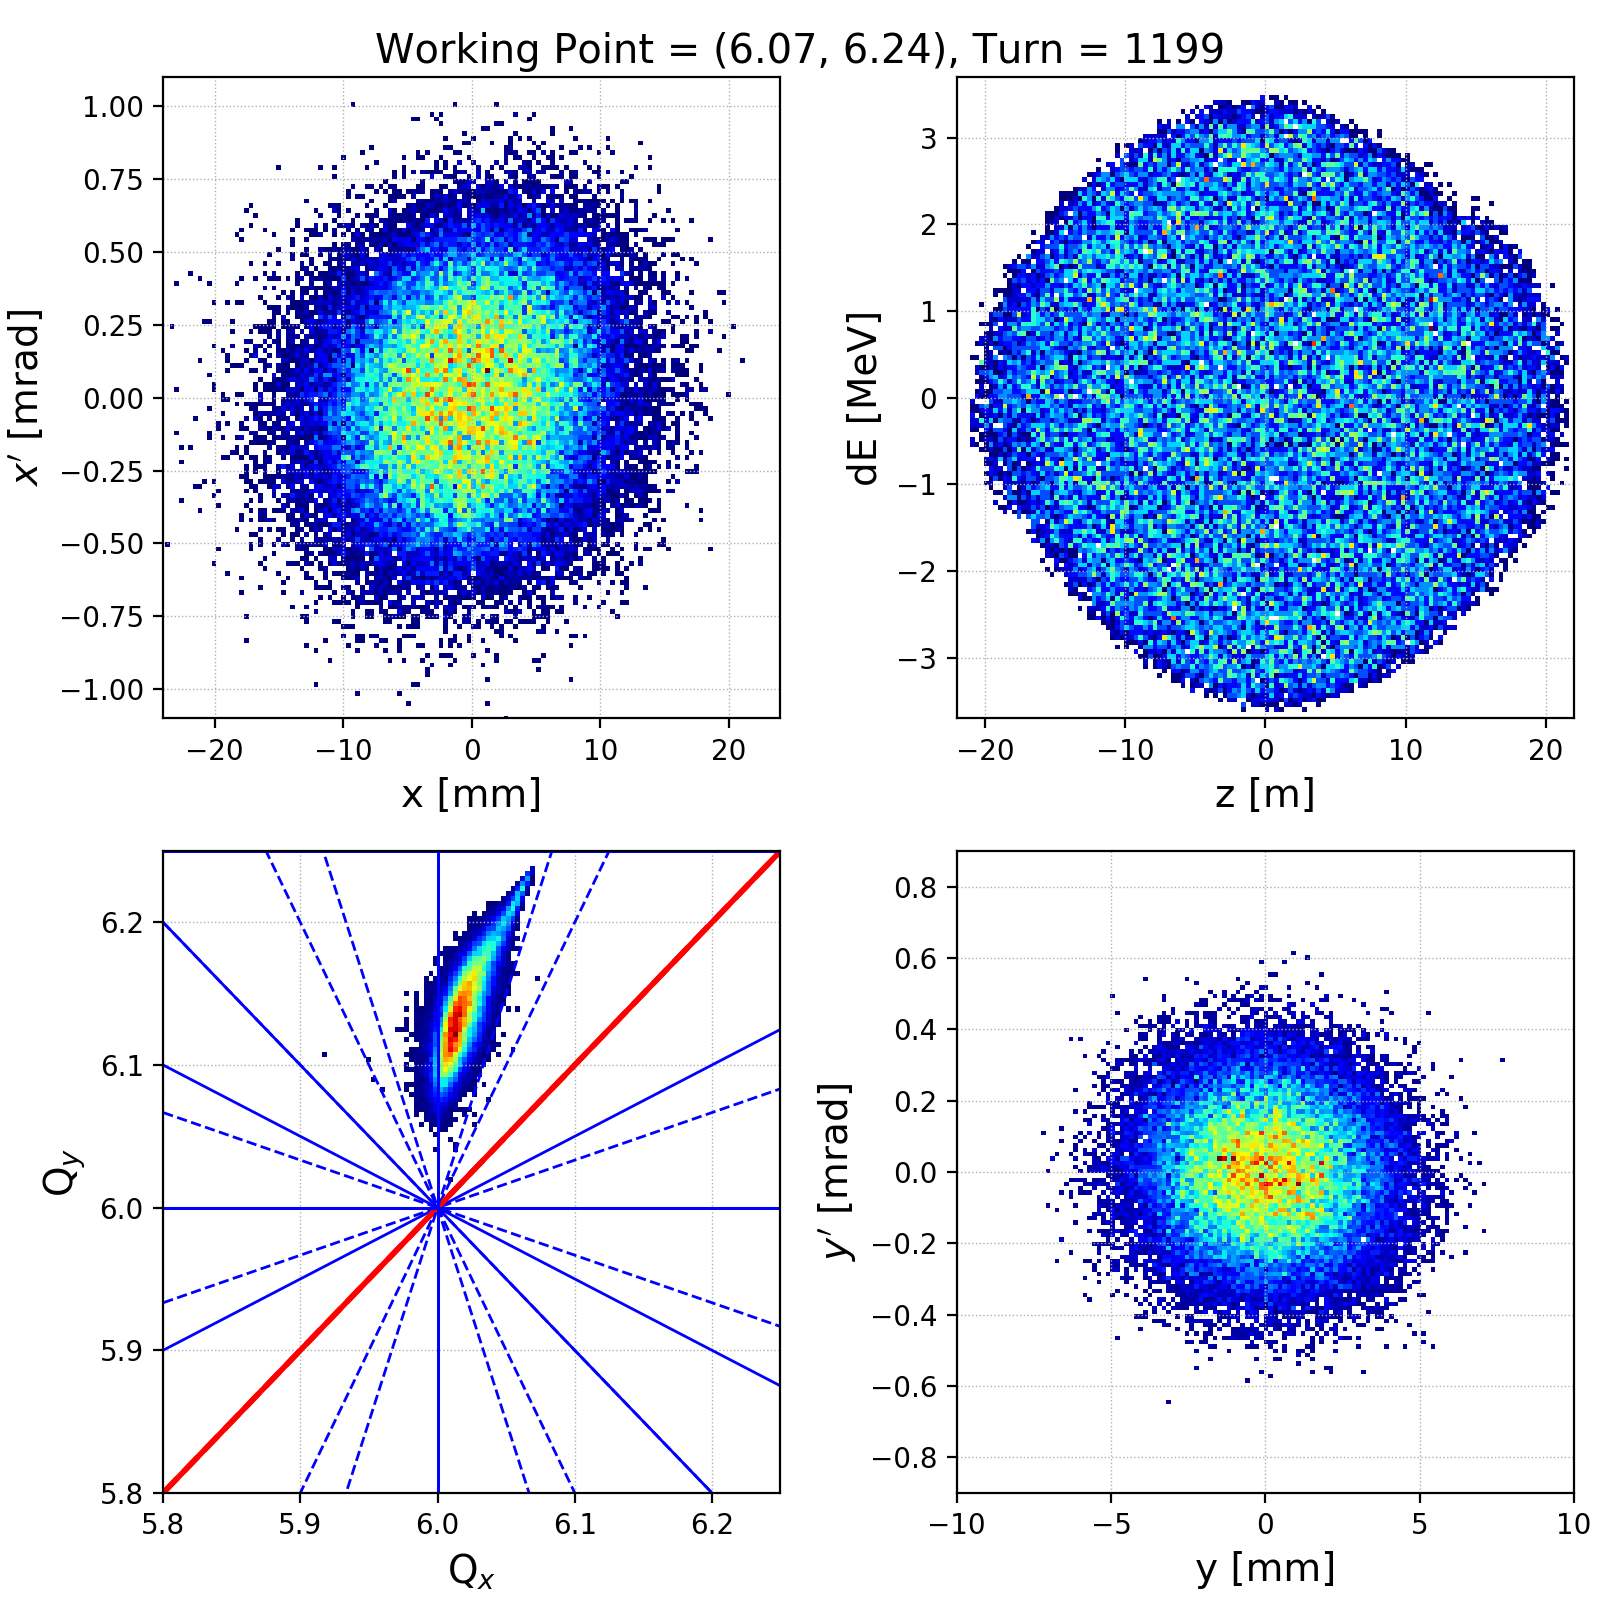 Working Point = (6.07, 6.24), Turn = 1199
1.00
0.75
0.50
0.25
0.00
−0.25
−0.50
−0.75
−1.00
x′ [mrad]
−20 −10 0 10 20
x [mm]
3
2
1
0
−1
−2
−3
dE [MeV]
−20 −10 0 10 20
z [m]
6.2
6.1
6.0
5.9
5.8
Qy
5.8 5.9 6.0 6.1 6.2
Qx
0.8
0.6
0.4
0.2
0.0
−0.2
−0.4
−0.6
−0.8
y′ [mrad]
−10 −5 0 5 10
y [mm]